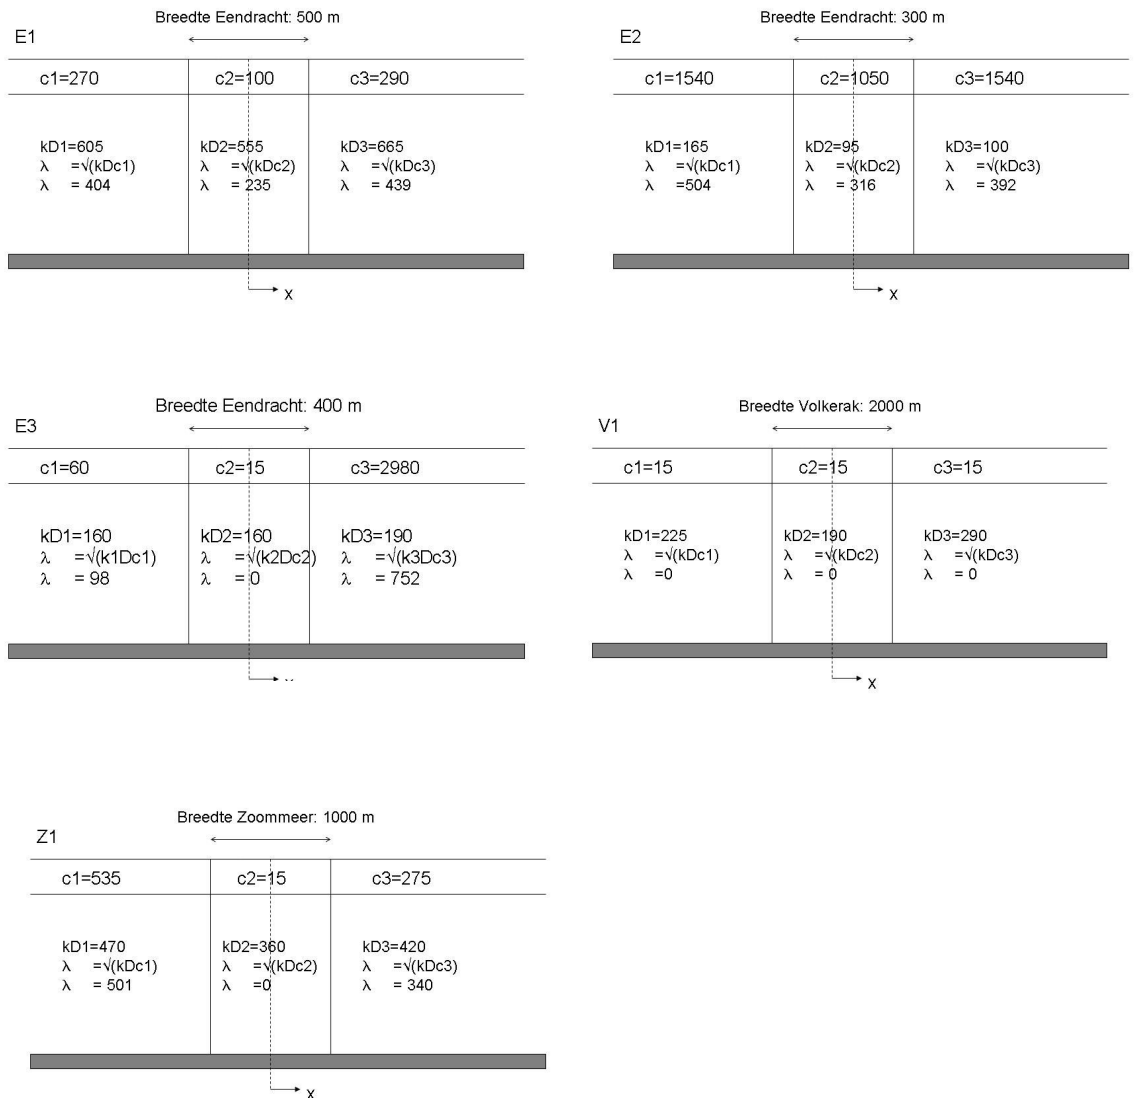 Breedte Eendracht: 500 m
E1
c1=270 c2=100 c3=290
kD1=605 kD2=555 kD3=665
λ =√(kDc1) λ =√(kDc2) λ =√(kDc3)
λ = 404 λ = 235 λ = 439
X
Breedte Eendracht: 300 m
E2
c1=1540 c2=1050 c3=1540
kD1=165 kD2=95 kD3=100
λ =√(kDc1) λ =√(kDc2) λ =√(kDc3)
λ =504 λ = 316 λ = 392
X
Breedte Eendracht: 400 m
E3
c1=60 c2=15 c3=2980
kD1=160 kD2=160 kD3=190
λ =√(k1Dc1) λ =√(k2Dc2) λ =√(k3Dc3)
λ = 98 λ = 0 λ = 752
Breedte Volkerak: 2000 m
V1
c1=15 c2=15 c3=15
kD1=225 kD2=190 kD3=290
λ =√(kDc1) λ =√(kDc2) λ =√(kDc3)
λ =0 λ = 0 λ = 0
X
Breedte Zoommeer: 1000 m
Z1
c1=535 c2=15 c3=275
kD1=470 kD2=360 kD3=420
λ =√(kDc1) λ =√(kDc2) λ =√(kDc3)
λ = 501 λ =0 λ = 340
X